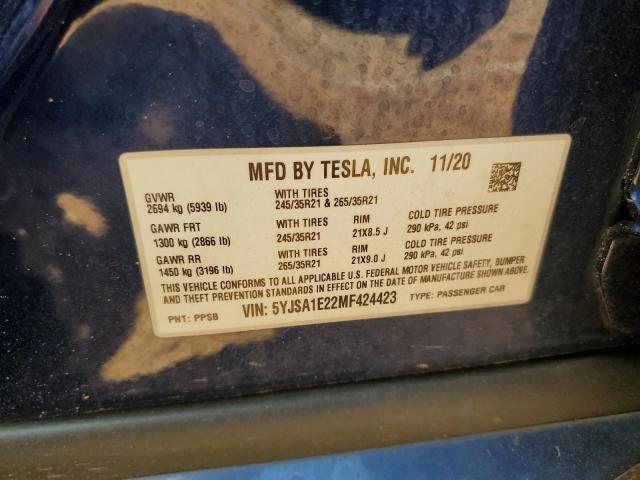 MFD BY TESLA, INC. 11/20
GVWR WITH TIRES
2694 kg (5939 lb) 245/35R21 & 265/35R21
GAWR FRT WITH TIRES RIM COLD TIRE PRESSURE
1300 kg (2866 lb) 245/35R21 21X8.5 J 290 kPa, 42 psi
GAWR RR WITH TIRES RIM COLD TIRE PRESSURE
1450 kg (3196 lb) 265/35R21 21X9.0 J 290 kPa, 42 psi
THIS VEHICLE CONFORMS TO ALL APPLICABLE U.S. FEDERAL MOTOR VEHICLE SAFETY, BUMPER
AND THEFT PREVENTION STANDARDS IN EFFECT ON THE DATE OF MANUFACTURE SHOWN ABOVE.
PNT: PPSB VIN: 5YJSA1E22MF424423 TYPE: PASSENGER CAR